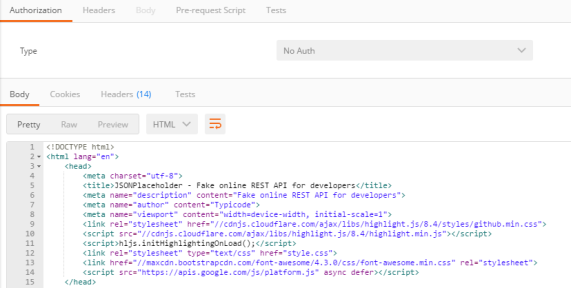 Authorization Headers Body Pre-request Script Tests
Type No Auth
Body Cookies Headers (14) Tests
Pretty Raw Preview HTML
1 <!DOCTYPE html>
2 <html lang="en">
3 <head>
4 <meta charset="utf-8">
5 <title>JSONPlaceholder - Fake online REST API for developers</title>
6 <meta name="description" content="Fake online REST API for developers">
7 <meta name="author" content="Typicode">
8 <meta name="viewport" content="width=device-width, initial-scale=1">
9 <link rel="stylesheet" href="//cdnjs.cloudflare.com/ajax/libs/highlight.js/8.4/styles/github.min.css">
10 <script src="//cdnjs.cloudflare.com/ajax/libs/highlight.js/8.4/highlight.min.js"></script>
11 <script>hljs.initHighlightingOnLoad();</script>
12 <link rel="stylesheet" type="text/css" href="style.css">
13 <link href="//maxcdn.bootstrapcdn.com/font-awesome/4.3.0/css/font-awesome.min.css" rel="stylesheet">
14 <script src="https://apis.google.com/js/platform.js" async defer></script>
15 </head>